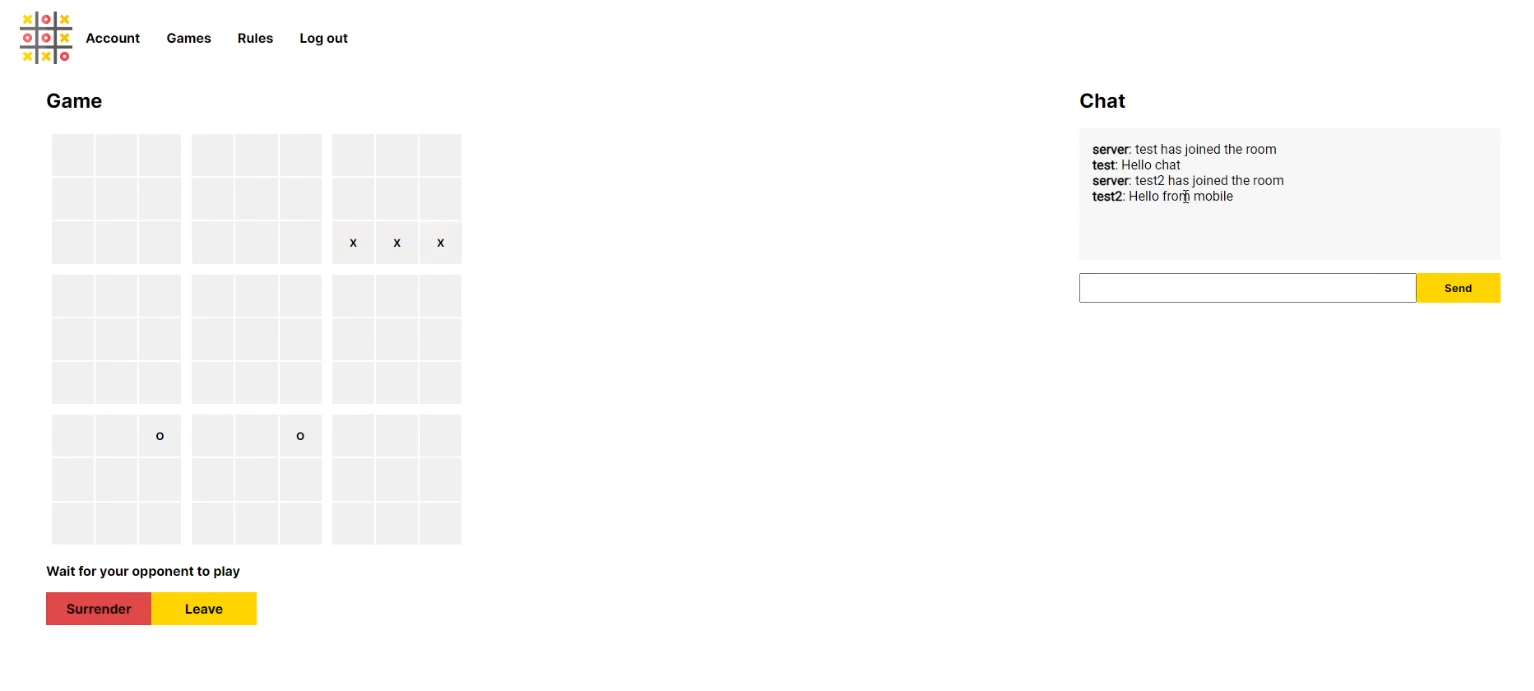 Account Games Rules Log out
Game
X X X
O O
Wait for your opponent to play
Surrender Leave
Chat
server: test has joined the room
test: Hello chat
server: test2 has joined the room
test2: Hello from mobile
Send